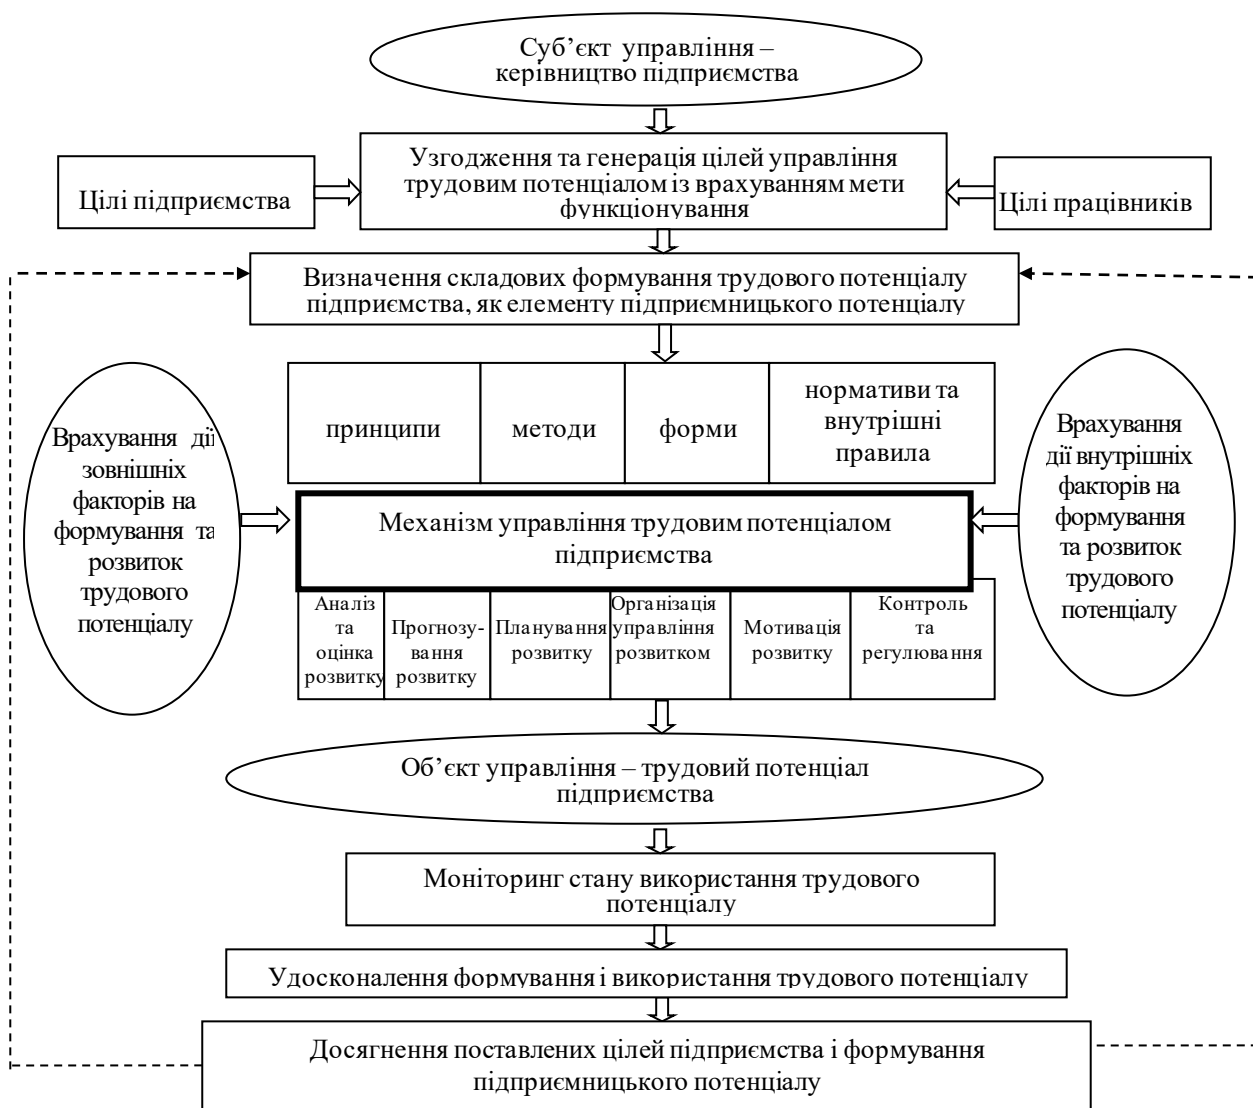 Суб’єкт управління –
керівництво підприємства
Узгодження та генерація цілей управління
трудовим потенціалом із врахуванням мети
функціонування
Цілі підприємства
Цілі працівників
Визначення складових формування трудового потенціалу
підприємства, як елементу підприємницького потенціалу
принципи
методи
форми
нормативи та
внутрішні
правила
Врахування дії
зовнішніх
факторів на
формування та
розвиток
трудового
потенціалу
Механізм управління трудовим потенціалом
підприємства
Врахування
дії внутрішніх
факторів на
формування
та розвиток
трудового
потенціалу
Аналіз
та
оцінка
розвитку
Прогнозу-
вання
розвитку
Планування
розвитку
Організація
управління
розвитком
Мотивація
розвитку
Контроль
та
регулювання
Об’єкт управління – трудовий потенціал
підприємства
Моніторинг стану використання трудового
потенціалу
Удосконалення формування і використання трудового потенціалу
Досягнення поставлених цілей підприємства і формування
підприємницького потенціалу